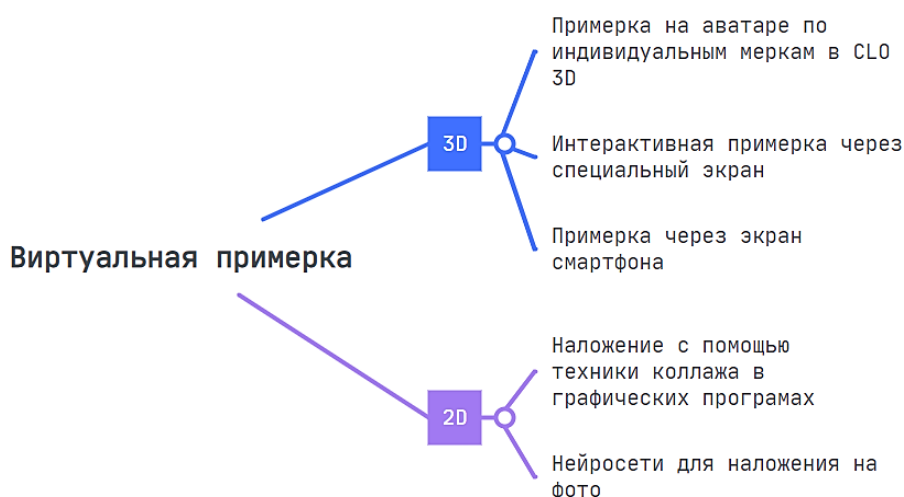 Виртуальная примерка
3D
Примерка на аватаре по
индивидуальным меркам в CLO
3D
Интерактивная примерка через
специальный экран
Примерка через экран
смартфона
2D
Наложение с помощью
техники коллажа в
графических програмах
Нейросети для наложения на
фото